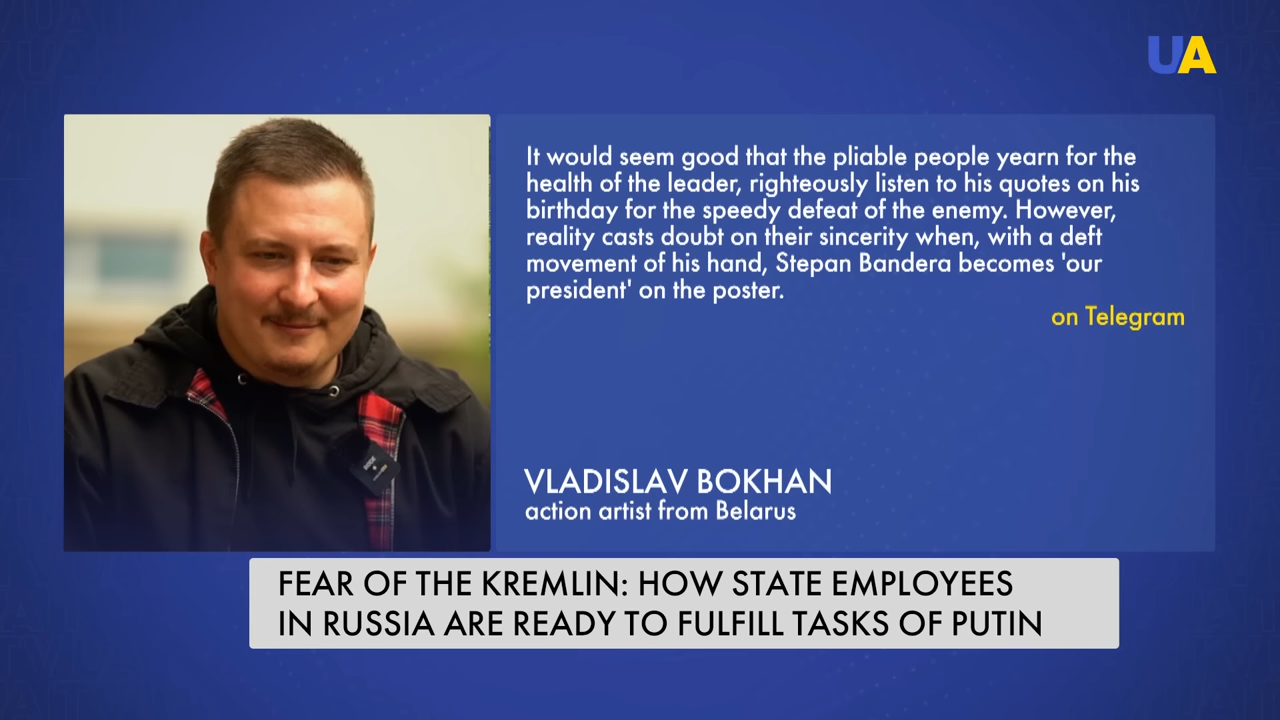 UA
It would seem good that the pliable people yearn for the
health of the leader, righteously listen to his quotes on his
birthday for the speedy defeat of the enemy. However,
reality casts doubt on their sincerity when, with a deft
movement of his hand, Stepan Bandera becomes 'our
president' on the poster.
on Telegram
VLADISLAV BOKHAN
action artist from Belarus
FEAR OF THE KREMLIN: HOW STATE EMPLOYEES
IN RUSSIA ARE READY TO FULFILL TASKS OF PUTIN